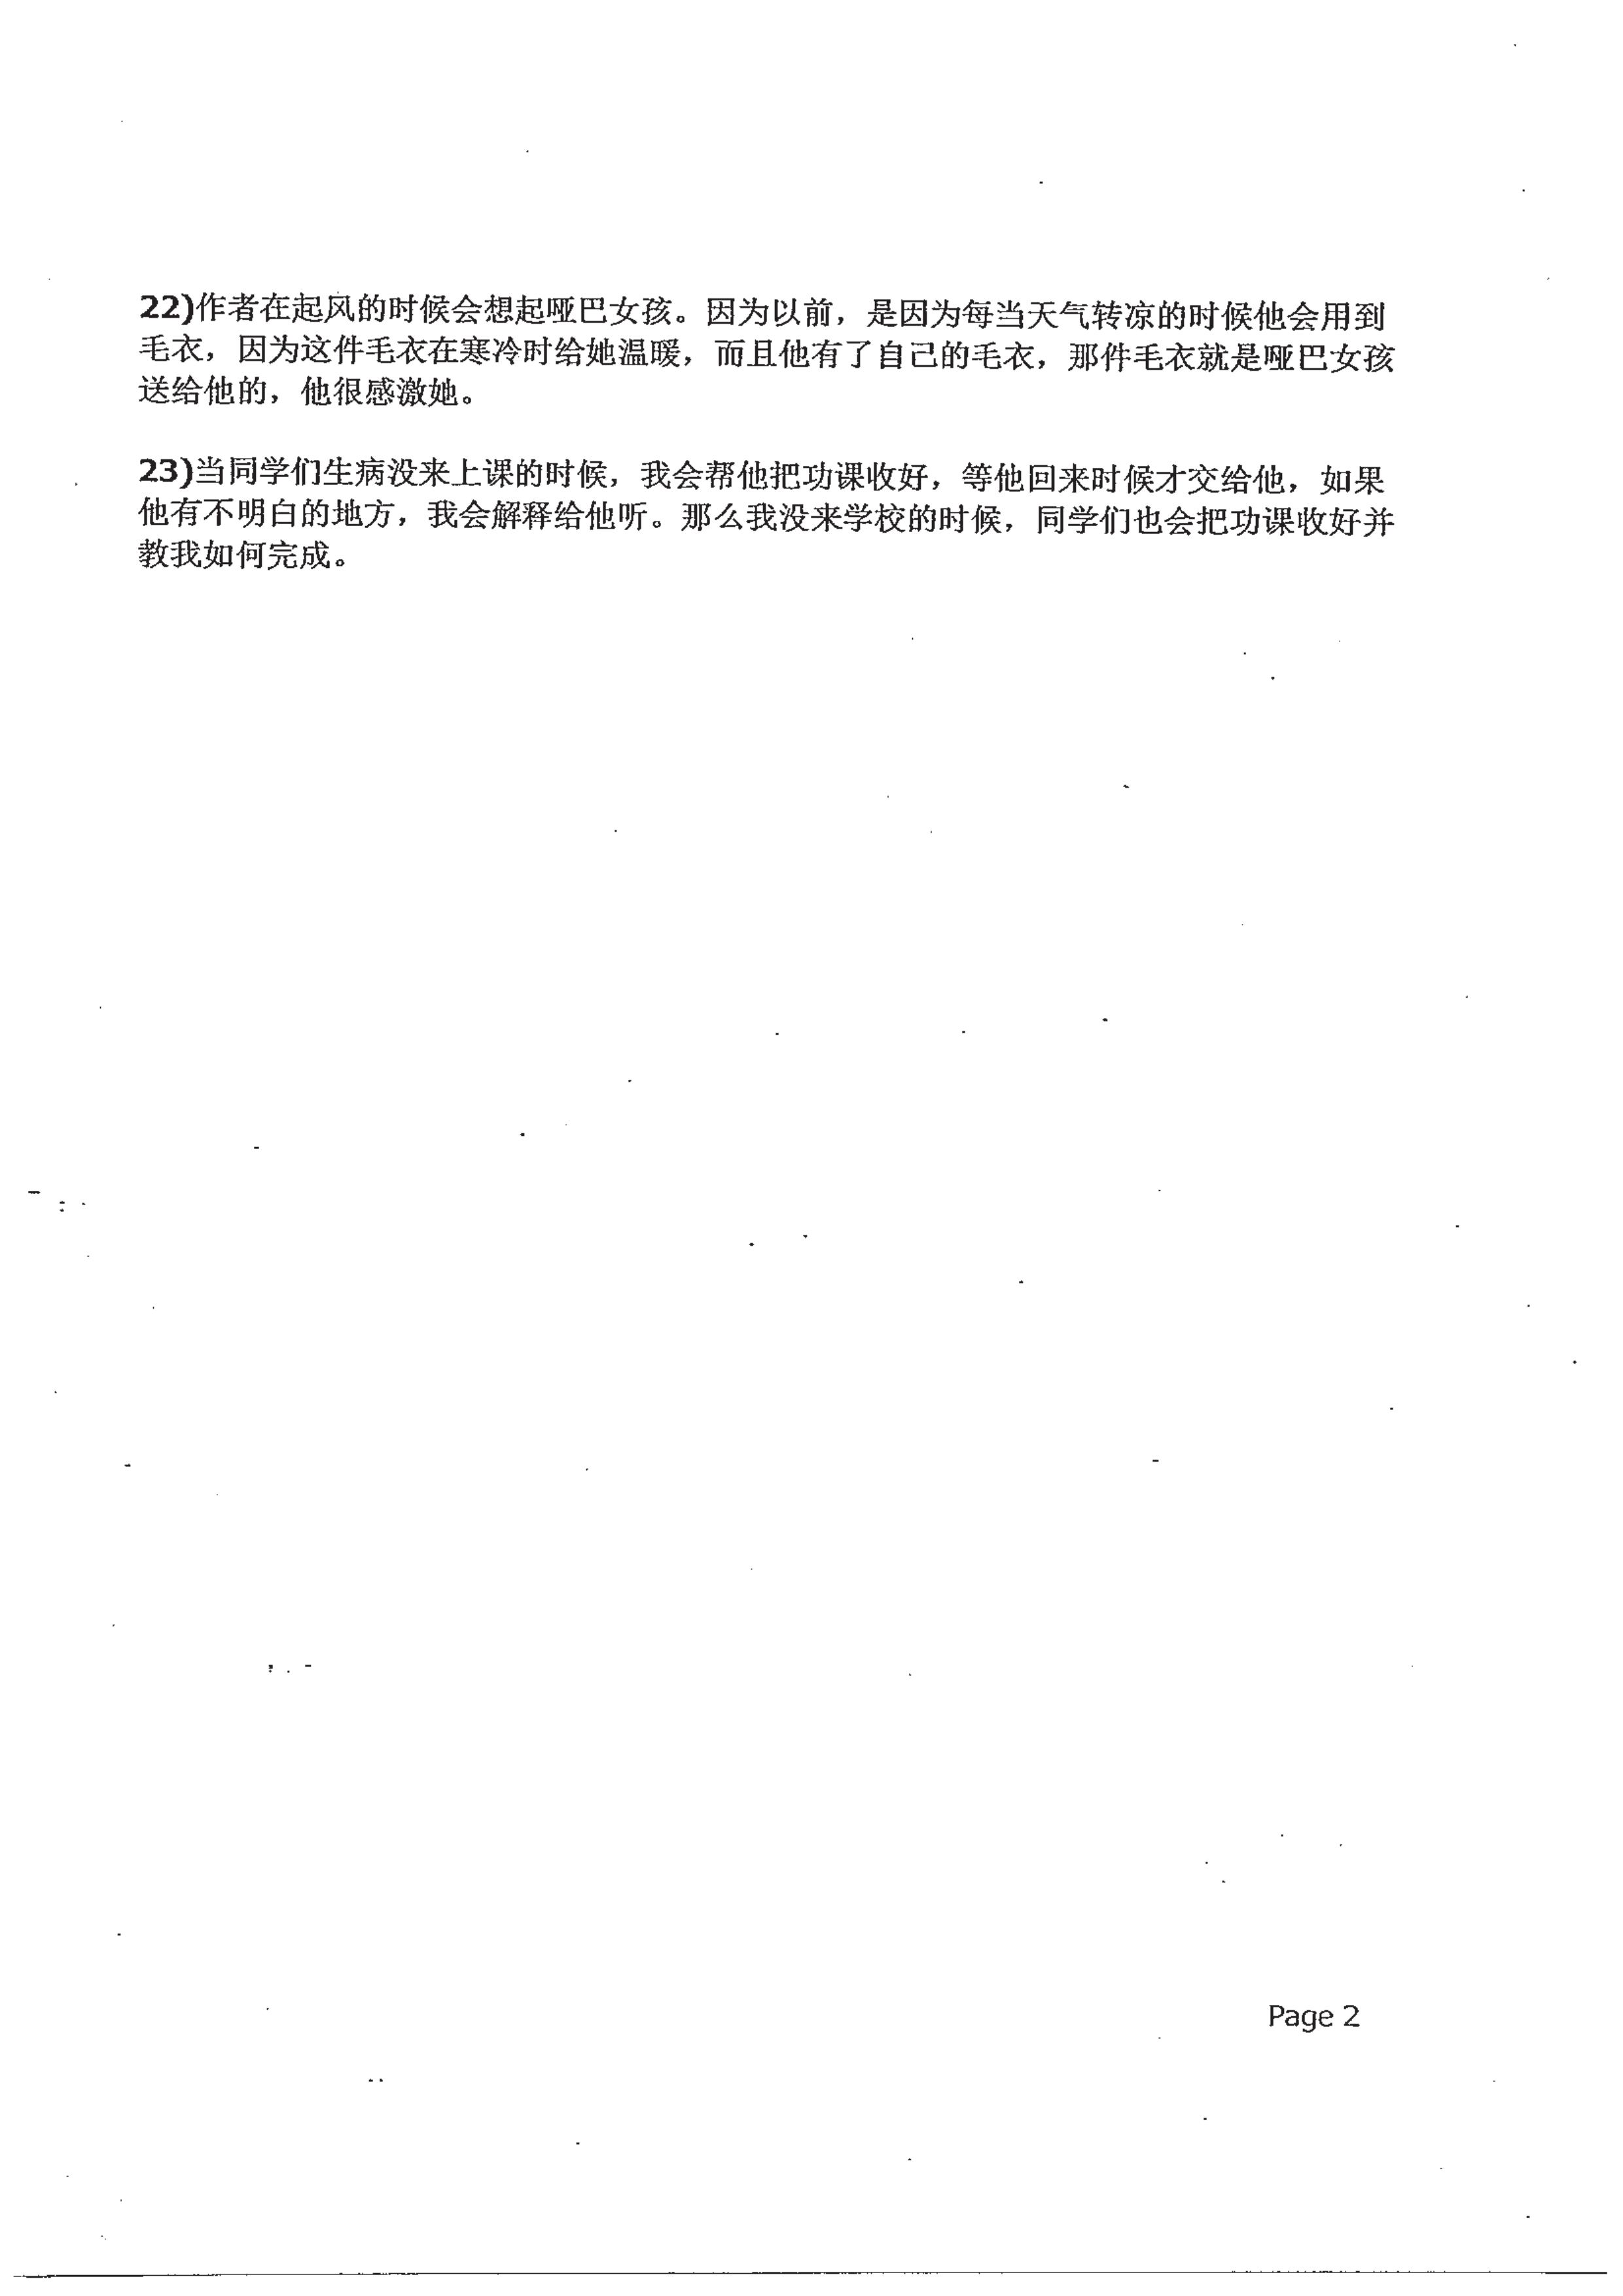 22)作者在起风的时候会想起哑巴女孩。因为以前，是因为每当天气转凉的时候他会用到
毛衣，因为这件毛衣在寒冷时给她温暖，而且他有了自己的毛衣，那件毛衣就是哑巴女孩
送给他的，他很感激她。
23)当同学们生病没来上课的时候，我会帮他把功课收好，等他回来时候才交给他，如果
他有不明白的地方，我会解释给他听。那么我没来学校的时候，同学们也会把功课收好并
教我如何完成。
Page 2